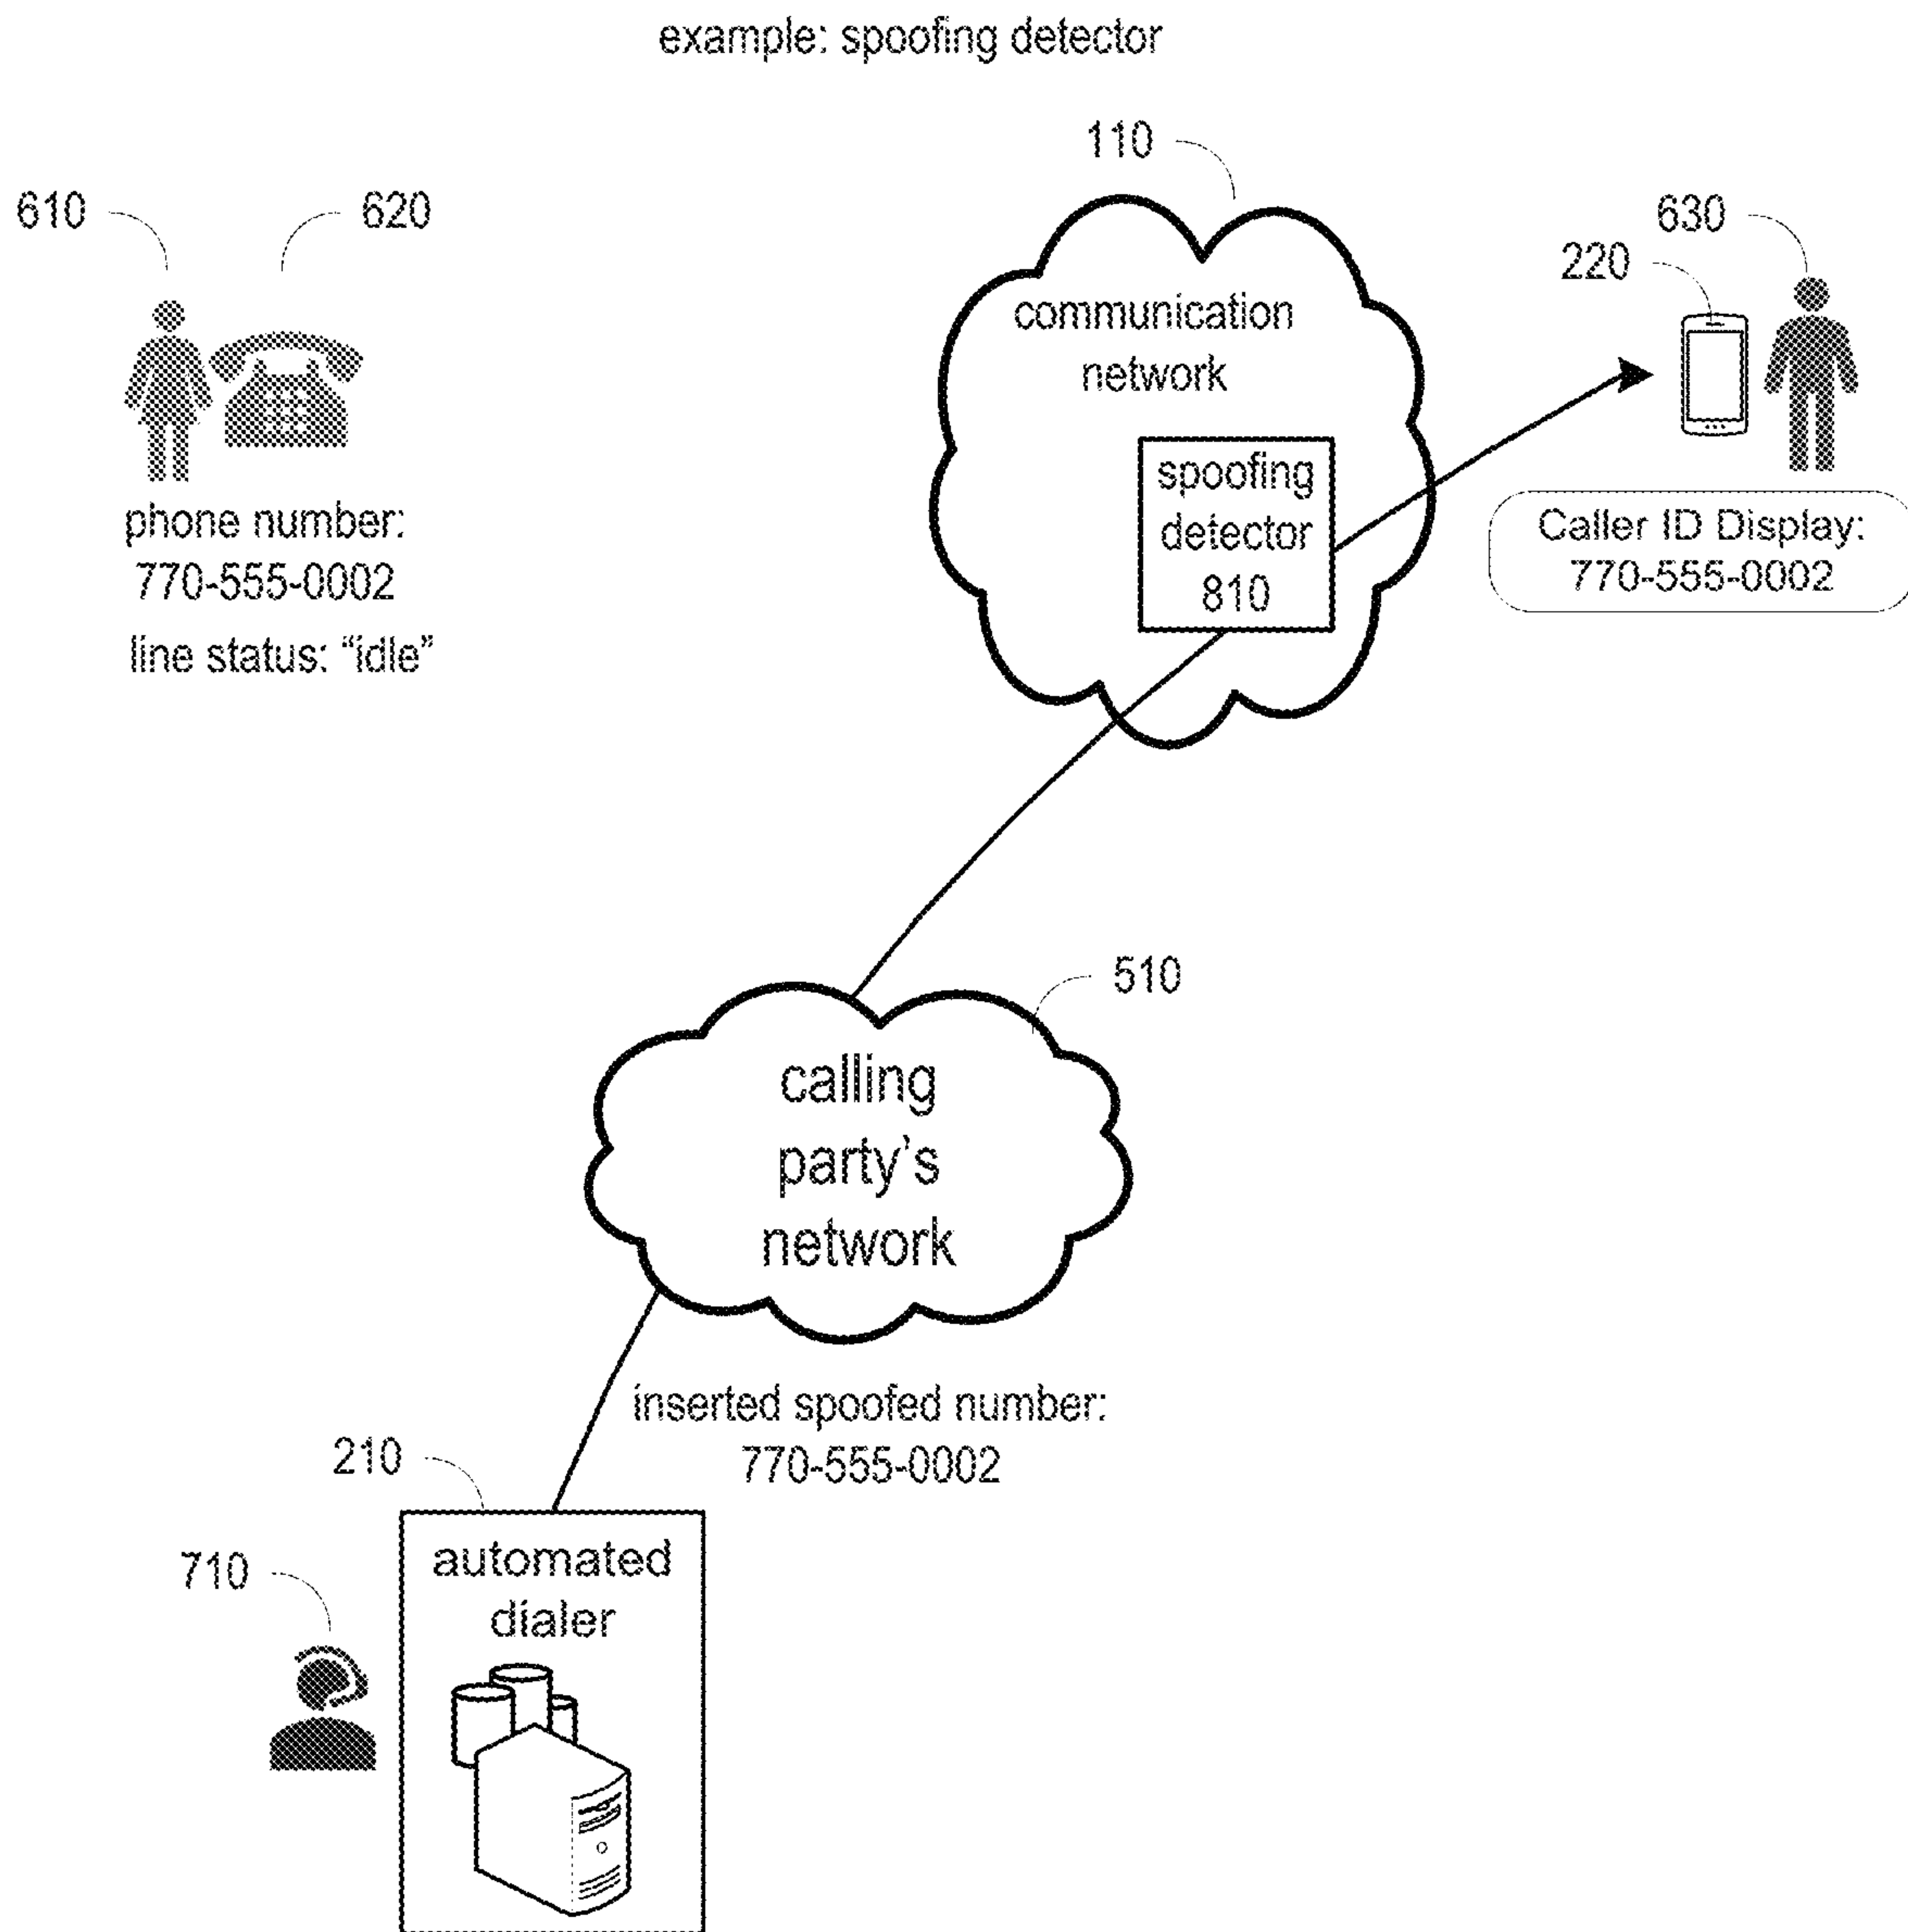 example: spoofing detector
110
610
620
630
220
communication
network
spoofing
detector
810
phone number:
770-555-0002
line status: “idle”
Caller ID Display:
770-555-0002
510
calling
party’s
network
inserted spoofed number:
770-555-0002
210
710
automated
dialer